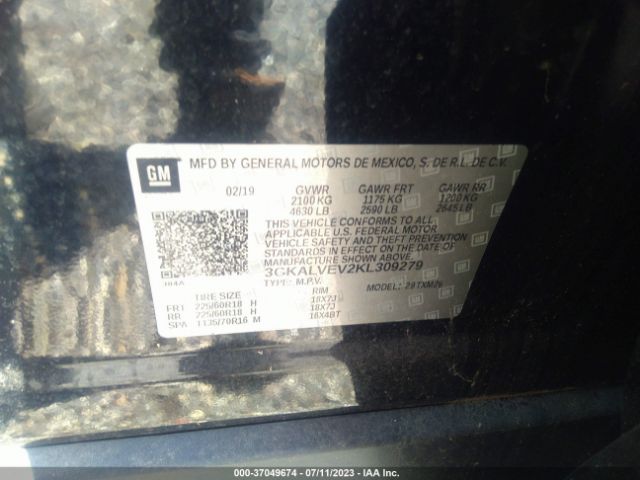 GM
MFD BY GENERAL MOTORS DE MEXICO, S. DE R.L. DE C.V.
02/19 GVWR GAWR FRT GAWR RR
2100 KG 1175 KG 1200 KG
4630 LB 2590 LB 2645 LB
THIS VEHICLE CONFORMS TO ALL
APPLICABLE U.S. FEDERAL MOTOR
VEHICLE SAFETY AND THEFT PREVENTION
STANDARDS IN EFFECT ON THE DATE OF
MANUFACTURE SHOWN ABOVE.
3GKALVEV2KL309279
TYPE: M.P.V. MODEL:
TIRE SIZE RIM
FRT 225/60R18 H 18X7J
RR 225/60R18 H 18X7J
SPA T135/70R16 M 16X4BT
000-37049674 / 07/11/2023 - IAA Inc.